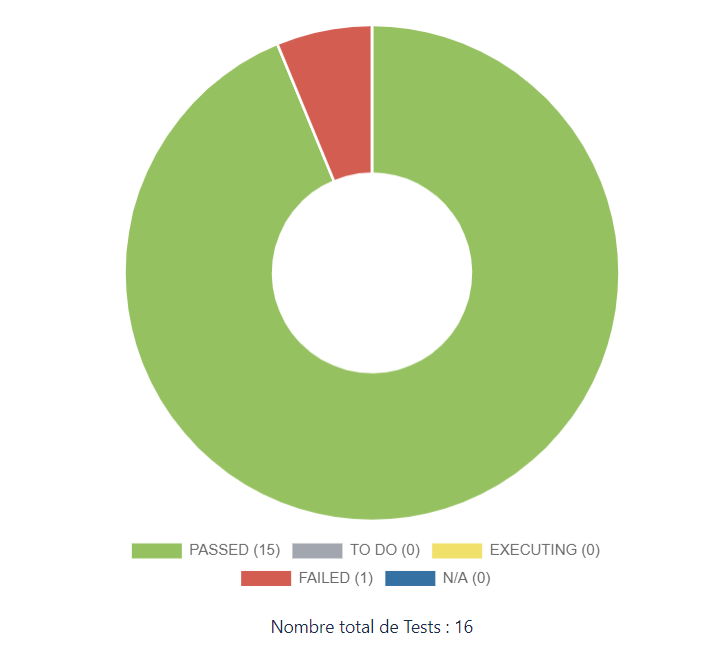 PASSED (15) TO DO (0) EXECUTING (0)
FAILED (1) N/A (0)
Nombre total de Tests : 16